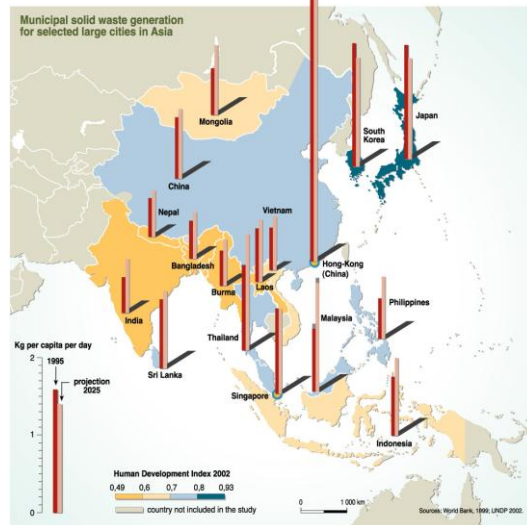 Municipal solid waste generation
for selected large cities in Asia
Mongolia
China
South
Korea
Japan
Nepal
Vietnam
Bangladesh
Burma
Laos
Hong-Kong
(China)
India
Sri Lanka
Thailand
Malaysia
Philippines
Singapore
Indonesia
Kg per capita per day
2
1995
projection
2025
1
0
Human Development Index 2002
0,49 0,6 0,7 0,8 0,93
country not included in the study
0 1 000 km
Sources: World Bank, 1999; UNDP 2002.